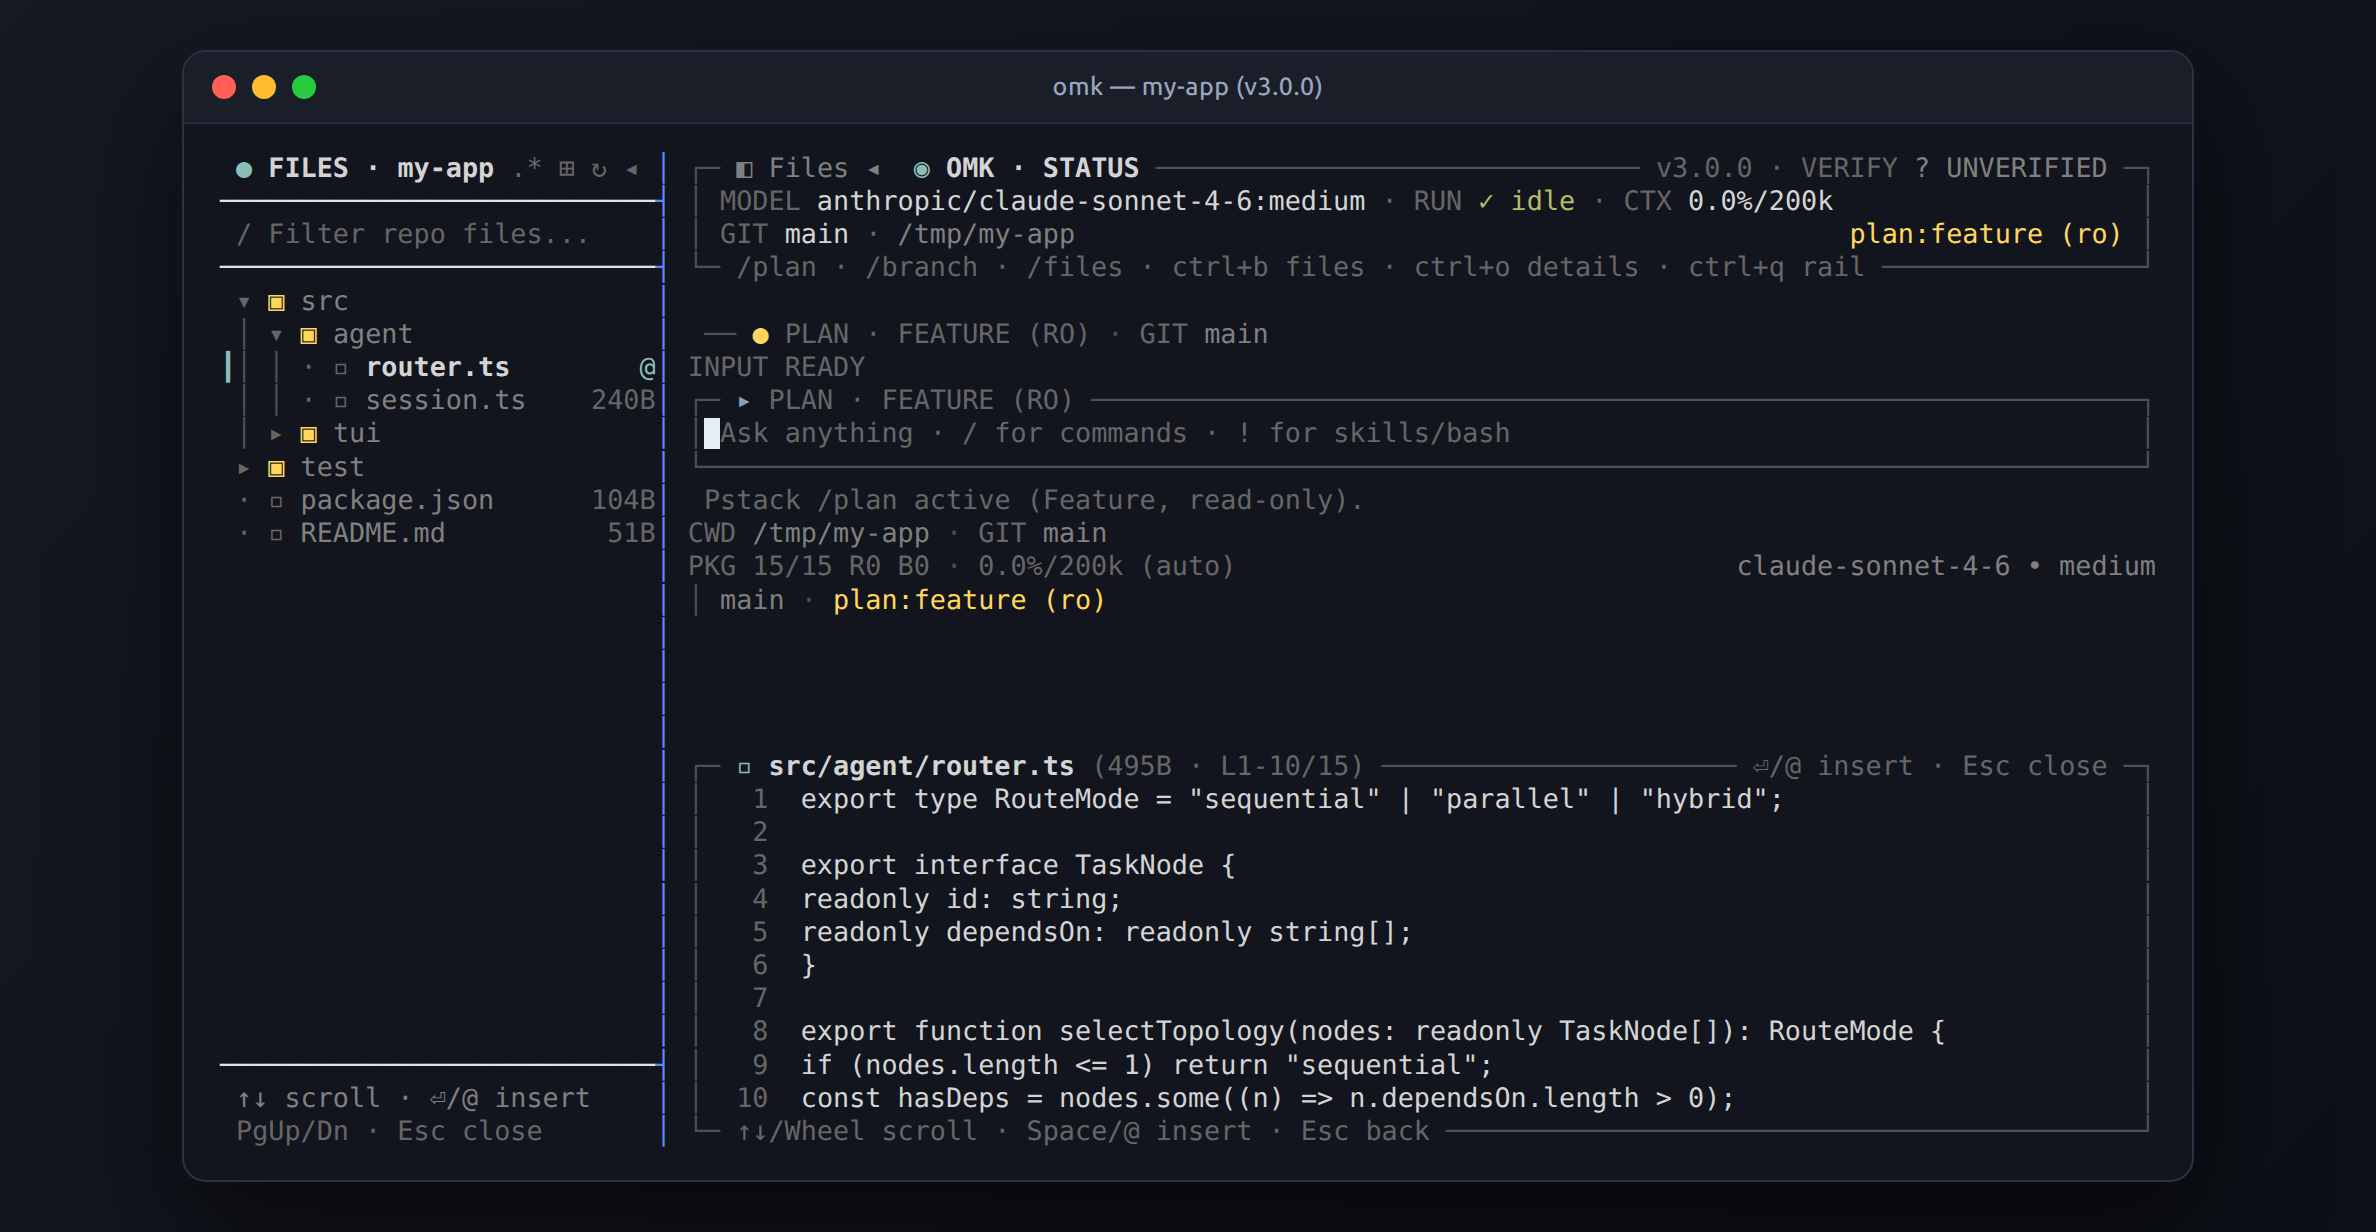 omk — my-app (v3.0.0)
● FILES · my-app .* ⊞ ↻ ◂
/ Filter repo files...
▾ ▣ src
▾ ▣ agent
· ▫ router.ts @
· ▫ session.ts 240B
▸ ▣ tui
▸ ▣ test
· ▫ package.json 104B
· ▫ README.md 51B
↑↓ scroll · ⏎/@ insert
PgUp/Dn · Esc close
◧ Files ◂ ◉ OMK · STATUS v3.0.0 · VERIFY ? UNVERIFIED
MODEL anthropic/claude-sonnet-4-6:medium · RUN ✓ idle · CTX 0.0%/200k
GIT main · /tmp/my-app plan:feature (ro)
/plan · /branch · /files · ctrl+b files · ctrl+o details · ctrl+q rail
● PLAN · FEATURE (RO) · GIT main
INPUT READY
▸ PLAN · FEATURE (RO)
Ask anything · / for commands · ! for skills/bash
Pstack /plan active (Feature, read-only).
CWD /tmp/my-app · GIT main
PKG 15/15 R0 B0 · 0.0%/200k (auto) claude-sonnet-4-6 • medium
main · plan:feature (ro)
▫ src/agent/router.ts (495B · L1-10/15) ⏎/@ insert · Esc close
1 export type RouteMode = "sequential" | "parallel" | "hybrid";
2
3 export interface TaskNode {
4 readonly id: string;
5 readonly dependsOn: readonly string[];
6 }
7
8 export function selectTopology(nodes: readonly TaskNode[]): RouteMode {
9 if (nodes.length <= 1) return "sequential";
10 const hasDeps = nodes.some((n) => n.dependsOn.length > 0);
↑↓/Wheel scroll · Space/@ insert · Esc back